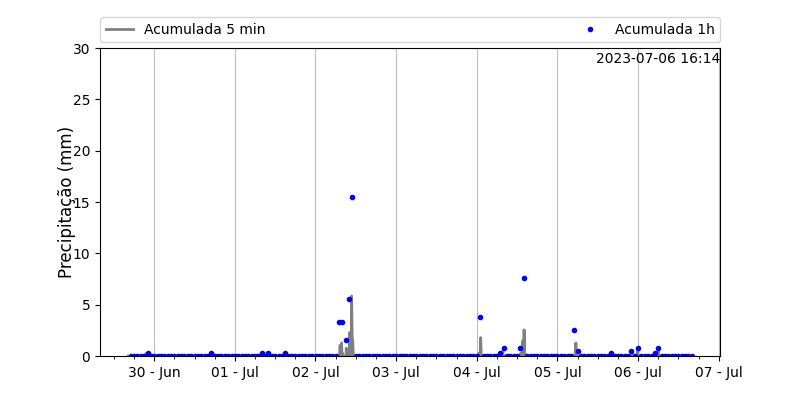 Acumulada 5 min Acumulada 1h
2023-07-06 16:14
Precipitação (mm)
30
25
20
15
10
5
0
30 - Jun 01 - Jul 02 - Jul 03 - Jul 04 - Jul 05 - Jul 06 - Jul 07 - Jul